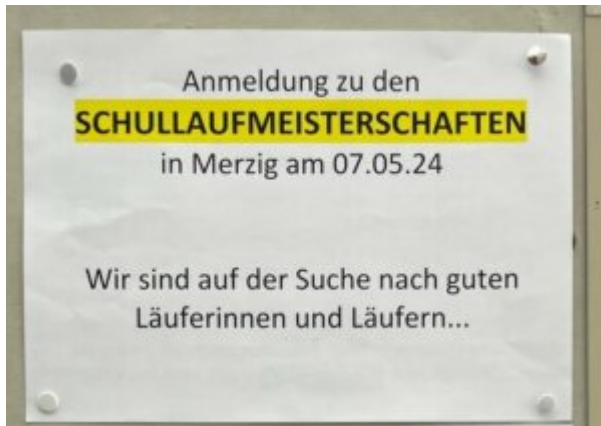 Anmeldung zu den
SCHULLAUFMEISTERSCHAFTEN
in Merzig am 07.05.24
Wir sind auf der Suche nach guten
Läuferinnen und Läufern...